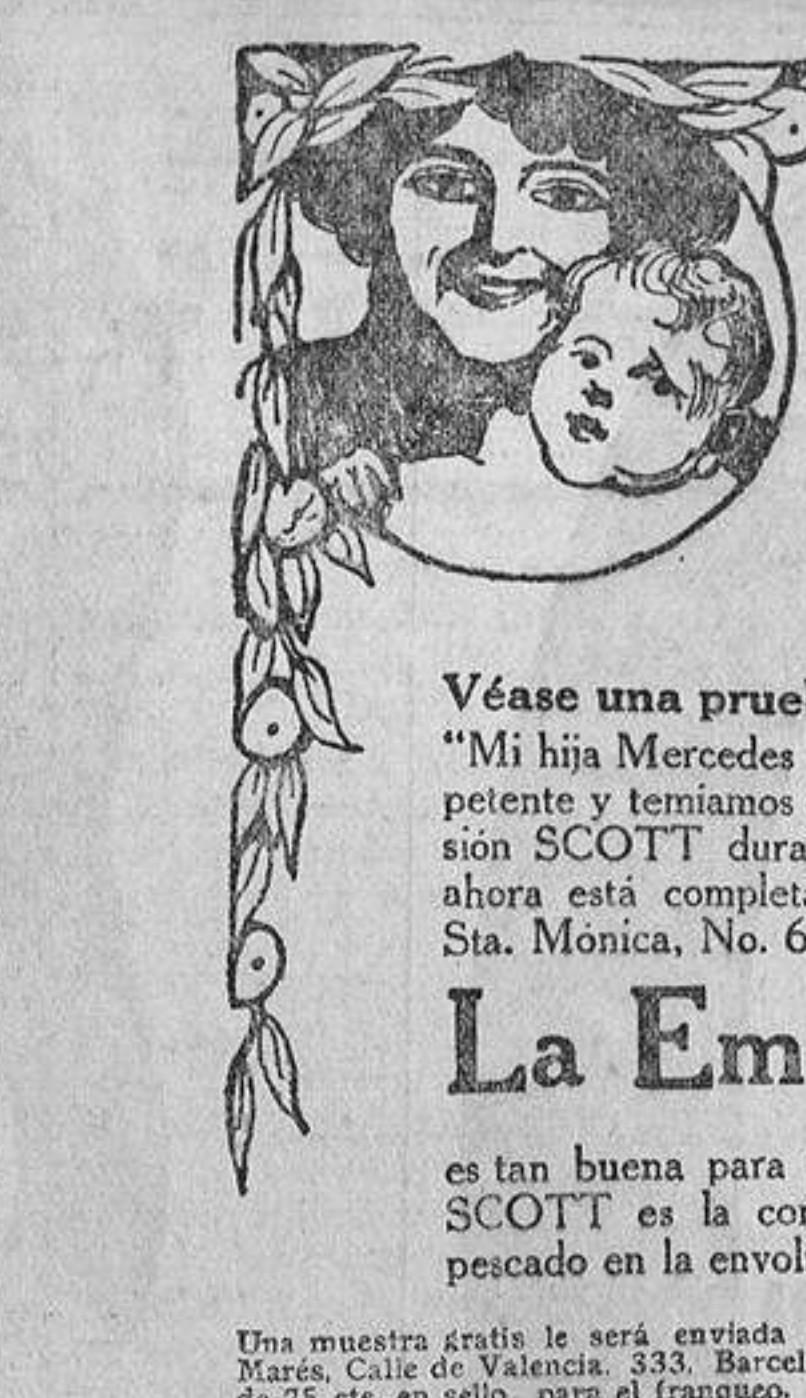 Véase una prue
“Mi hija Mercedes
petente y temiamos
sión SCOTT dura
ahora está complet
Sta. Mónica, No. 6
La Em
es tan buena para
SCOTT es la co
pescado en la envol
Una muestra gratis le será enviada
Marés, Calle de Valencia. 333, Barcel
de 75 cts. en sello para el franqueo.